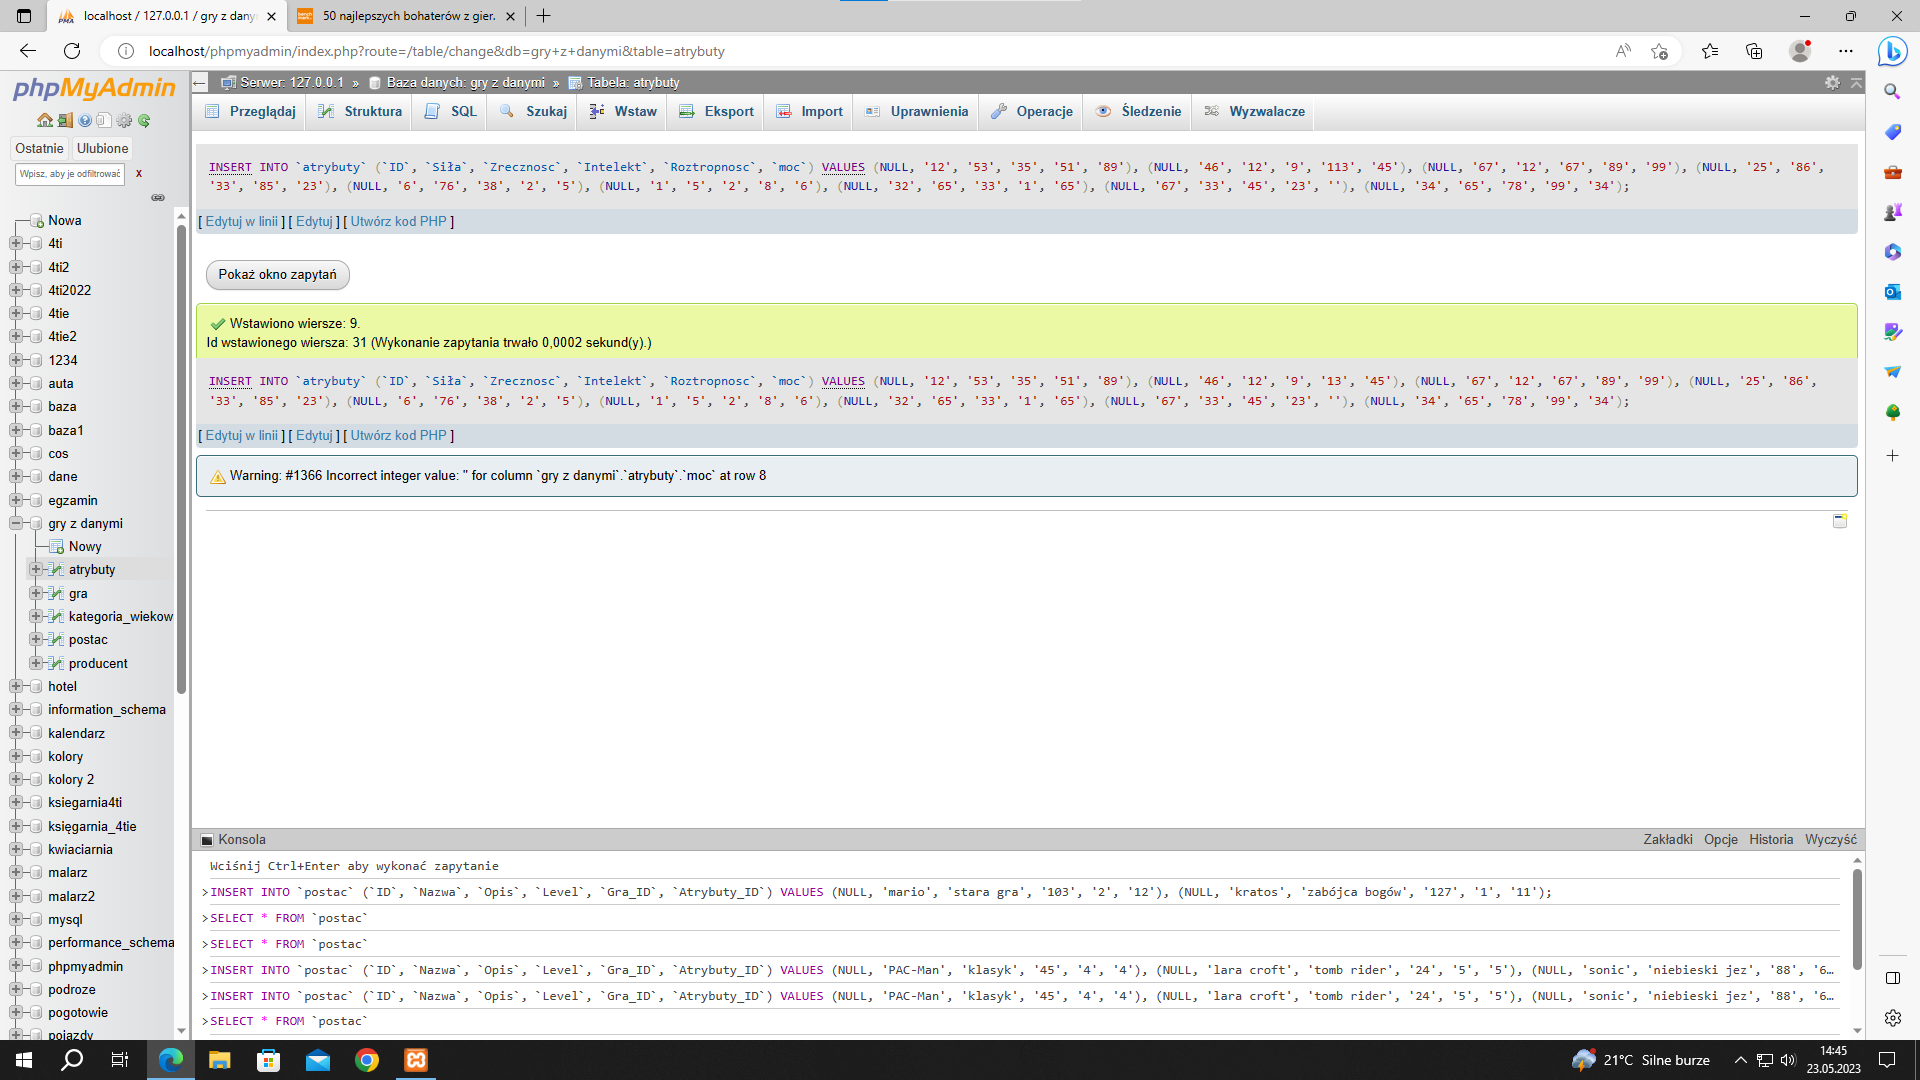 localhost / 127.0.0.1 / gry z dany
50 najlepszych bohaterów z gier.
localhost/phpmyadmin/index.php?route=/table/change&db=gry+z+danymi&table=atrybuty
phpMyAdmin
Ostatnie Ulubione
Wpisz, aby je odfiltrować X
Nowa
4ti
4ti2
4ti2022
4tie
4tie2
1234
auta
baza
baza1
cos
dane
egzamin
gry z danymi
Nowy
atrybuty
gra
kategoria_wiekow
postac
producent
hotel
information_schema
kalendarz
kolory
kolory 2
ksiegarnia4ti
księgarnia_4tie
kwiaciarnia
malarz
malarz2
mysql
performance_schema
phpmyadmin
podroze
pogotowie
pojazdy
Serwer: 127.0.0.1 » Baza danych: gry z danymi » Tabela: atrybuty
Przeglądaj Struktura SQL Szukaj Wstaw Eksport Import Uprawnienia Operacje Śledzenie Wyzwalacze
INSERT INTO `atrybuty` (`ID`, `Siła`, `Zrecznosc`, `Intelekt`, `Roztropnosc`, `moc`) VALUES (NULL, '12', '53', '35', '51', '89'), (NULL, '46', '12', '9', '113', '45'), (NULL, '67', '12', '67', '89', '99'), (NULL, '25', '86',
'33', '85', '23'), (NULL, '6', '76', '38', '2', '5'), (NULL, '1', '5', '2', '8', '6'), (NULL, '32', '65', '33', '1', '65'), (NULL, '67', '33', '45', '23', ''), (NULL, '34', '65', '78', '99', '34');
[ Edytuj w linii ] [ Edytuj ] [ Utwórz kod PHP ]
Pokaż okno zapytań
Wstawiono wiersze: 9.
Id wstawionego wiersza: 31 (Wykonanie zapytania trwało 0,0002 sekund(y).)
INSERT INTO `atrybuty` (`ID`, `Siła`, `Zrecznosc`, `Intelekt`, `Roztropnosc`, `moc`) VALUES (NULL, '12', '53', '35', '51', '89'), (NULL, '46', '12', '9', '13', '45'), (NULL, '67', '12', '67', '89', '99'), (NULL, '25', '86',
'33', '85', '23'), (NULL, '6', '76', '38', '2', '5'), (NULL, '1', '5', '2', '8', '6'), (NULL, '32', '65', '33', '1', '65'), (NULL, '67', '33', '45', '23', ''), (NULL, '34', '65', '78', '99', '34');
[ Edytuj w linii ] [ Edytuj ] [ Utwórz kod PHP ]
Warning: #1366 Incorrect integer value: '' for column `gry z danymi`.`atrybuty`.`moc` at row 8
Konsola Zakładki Opcje Historia Wyczyść
Wciśnij Ctrl+Enter aby wykonać zapytanie
>INSERT INTO `postac` (`ID`, `Nazwa`, `Opis`, `Level`, `Gra_ID`, `Atrybuty_ID`) VALUES (NULL, 'mario', 'stara gra', '103', '2', '12'), (NULL, 'kratos', 'zabójca bogów', '127', '1', '11');
>SELECT * FROM `postac`
>SELECT * FROM `postac`
>INSERT INTO `postac` (`ID`, `Nazwa`, `Opis`, `Level`, `Gra_ID`, `Atrybuty_ID`) VALUES (NULL, 'PAC-Man', 'klasyk', '45', '4', '4'), (NULL, 'lara croft', 'tomb rider', '24', '5', '5'), (NULL, 'sonic', 'niebieski jez', '88', '6…
>INSERT INTO `postac` (`ID`, `Nazwa`, `Opis`, `Level`, `Gra_ID`, `Atrybuty_ID`) VALUES (NULL, 'PAC-Man', 'klasyk', '45', '4', '4'), (NULL, 'lara croft', 'tomb rider', '24', '5', '5'), (NULL, 'sonic', 'niebieski jez', '88', '6…
>SELECT * FROM `postac`
21°C Silne burze
14:45
23.05.2023